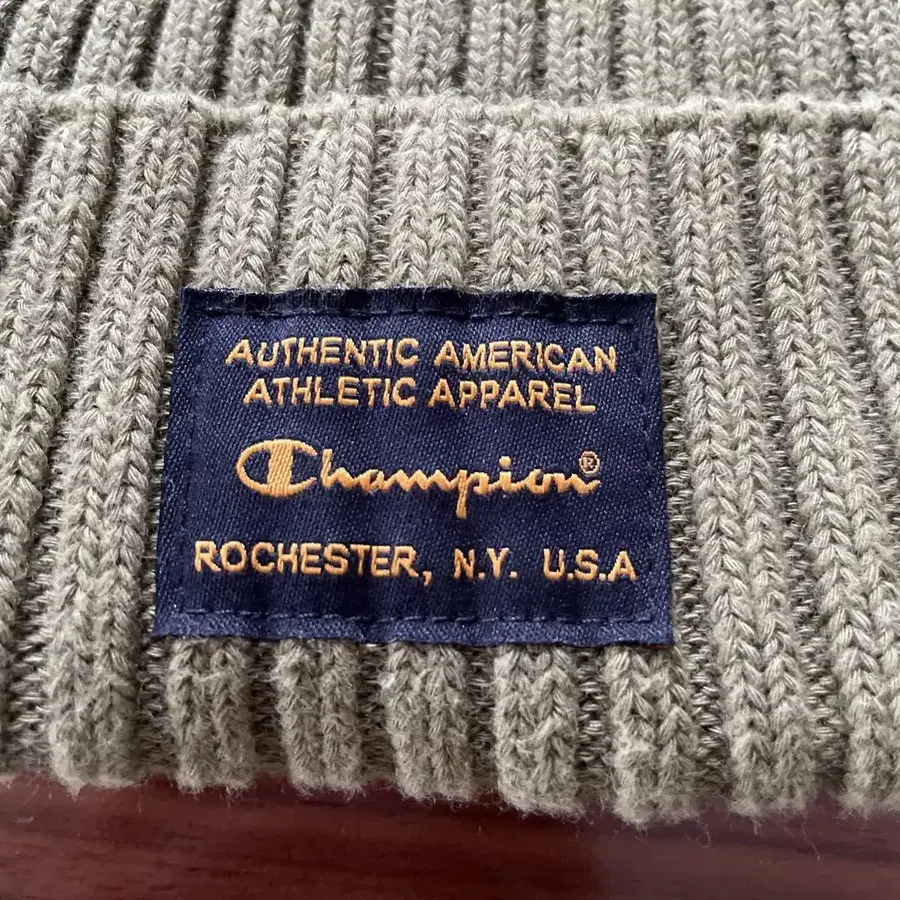 AUTHENTIC AMERICAN
ATHLETIC APPAREL
Champion®
ROCHESTER, N.Y. U.S.A